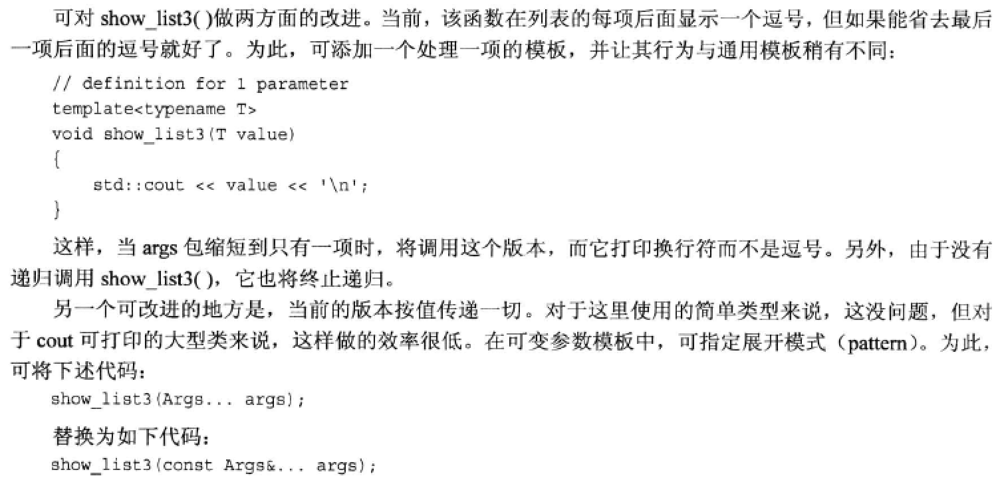 可对 show_list3( )做两方面的改进。当前，该函数在列表的每项后面显示一个逗号，但如果能省去最后
一项后面的逗号就好了。为此，可添加一个处理一项的模板，并让其行为与通用模板稍有不同：
// definition for 1 parameter
template<typename T>
void show_list3(T value)
{
    std::cout << value << '\n';
}
这样，当 args 包缩短到只有一项时，将调用这个版本，而它打印换行符而不是逗号。另外，由于没有
递归调用 show_list3( )，它也将终止递归。
另一个可改进的地方是，当前的版本按值传递一切。对于这里使用的简单类型来说，这没问题，但对
于 cout 可打印的大型类来说，这样做的效率很低。在可变参数模板中，可指定展开模式（pattern）。为此，
可将下述代码：
show_list3(Args... args);
替换为如下代码：
show_list3(const Args&... args);